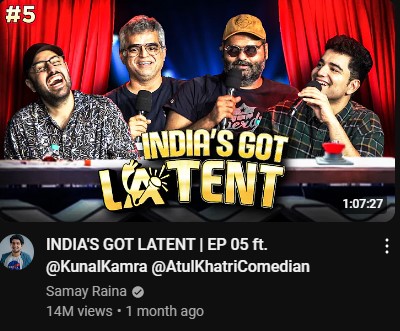 #5
INDIA'S GOT
LATENT
1:07:27
INDIA'S GOT LATENT | EP 05 ft.
@KunalKamra @AtulKhatriComedian
Samay Raina
14M views • 1 month ago